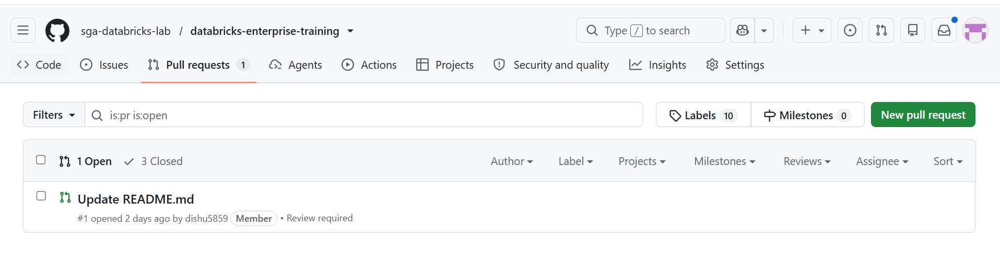 sga-databricks-lab / databricks-enterprise-training
Type / to search
Code Issues Pull requests 1 Agents Actions Projects Security and quality Insights Settings
Filters is:pr is:open Labels 10 Milestones 0 New pull request
1 Open 3 Closed Author Label Projects Milestones Reviews Assignee Sort
Update README.md
#1 opened 2 days ago by dishu5859 Member • Review required